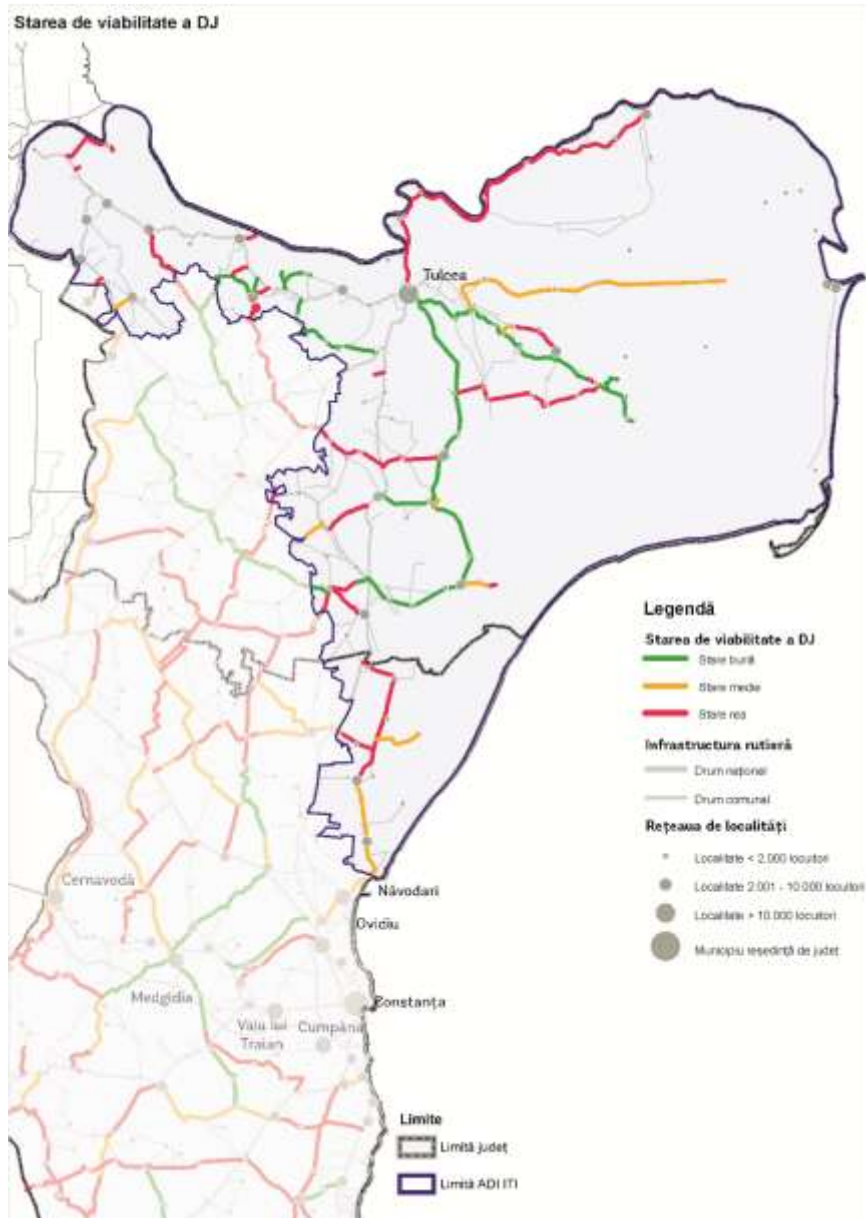 Starea de viabilitate a DJ
Tulcea
Legendă
Starea de viabilitate a DJ
Stare bună
Stare medie
Stare rea
Infrastructura rutieră
Drum național
Drum comunal
Rețeaua de localități
Localitate < 2.000 locuitori
Localitate 2.001 - 10.000 locuitori
Localitate > 10.000 locuitori
Municipiu reședință de județ
Cernavodă
Năvodari
Ovidiu
Medgidia
Constanța
Valu lui
Traian
Cumpăna
Limite
Limită județ
Limită ADI ITI